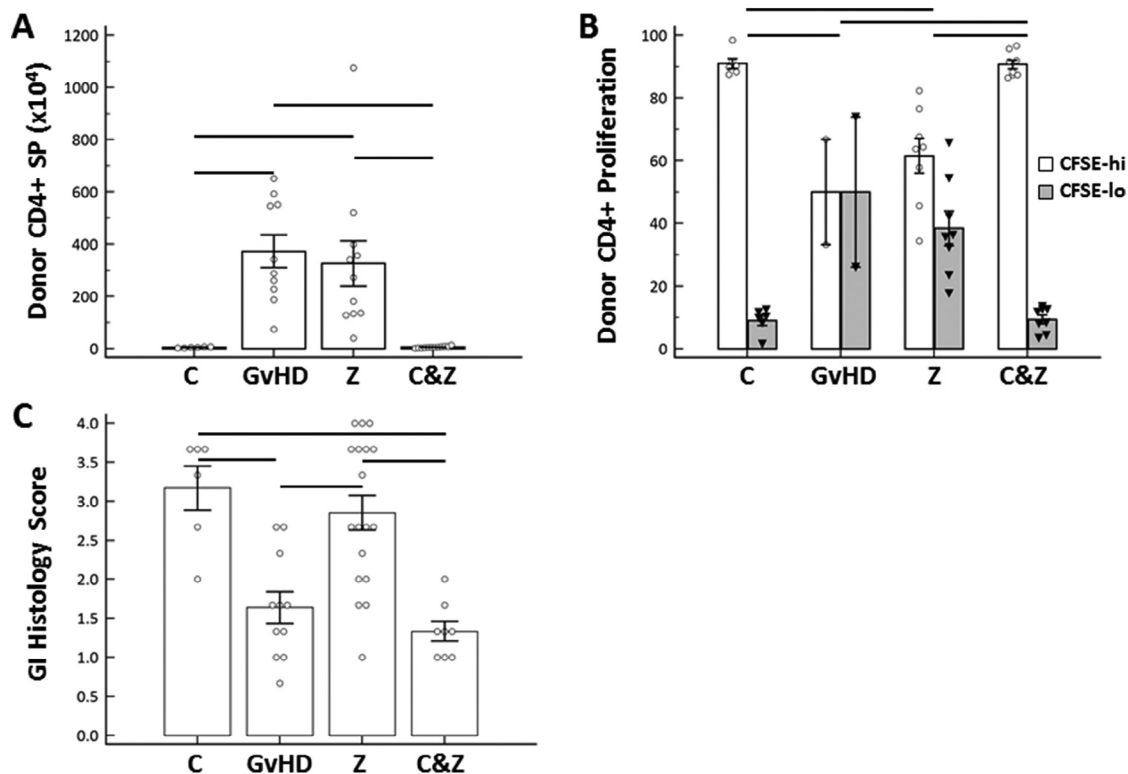 A
Donor CD4+ SP (x10⁴)
1200
1000
800
600
400
200
0
C GvHD Z C&Z
B
Donor CD4+ Proliferation
100
80
60
40
20
0
C GvHD Z C&Z
CFSE-hi
CFSE-lo
C
GI Histology Score
4.0
3.5
3.0
2.5
2.0
1.5
1.0
0.5
0.0
C GvHD Z C&Z